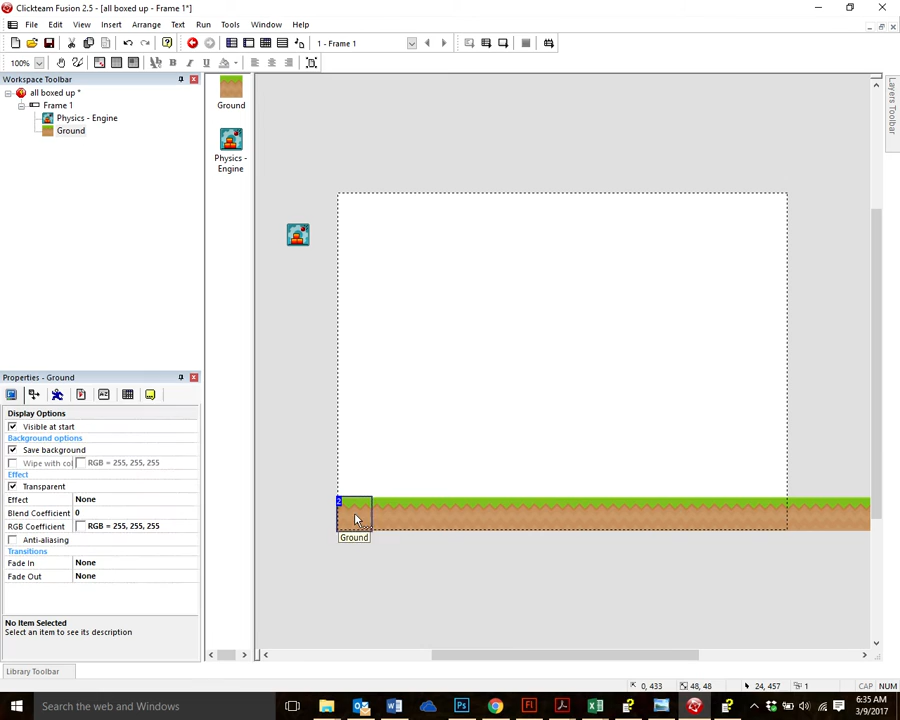 Clickteam Fusion 2.5 - [all boxed up - Frame 1*]
File Edit View Insert Arrange Text Run Tools Window Help
1 - Frame 1
100%
B I U
Workspace Toolbar
all boxed up *
Frame 1
Physics - Engine
Ground
Ground
Physics -
Engine
Layers Toolbar
2
Ground
Properties - Ground
Display Options
Visible at start
Background options
Save background
Wipe with col RGB = 255, 255, 255
Effect
Transparent
Effect None
Blend Coefficient 0
RGB Coefficient RGB = 255, 255, 255
Anti-aliasing
Transitions
Fade In None
Fade Out None
No Item Selected
Select an item to see its description
Library Toolbar
0, 433 48, 48 24, 457 1 CAP NUM
Search the web and Windows
6:35 AM
3/9/2017